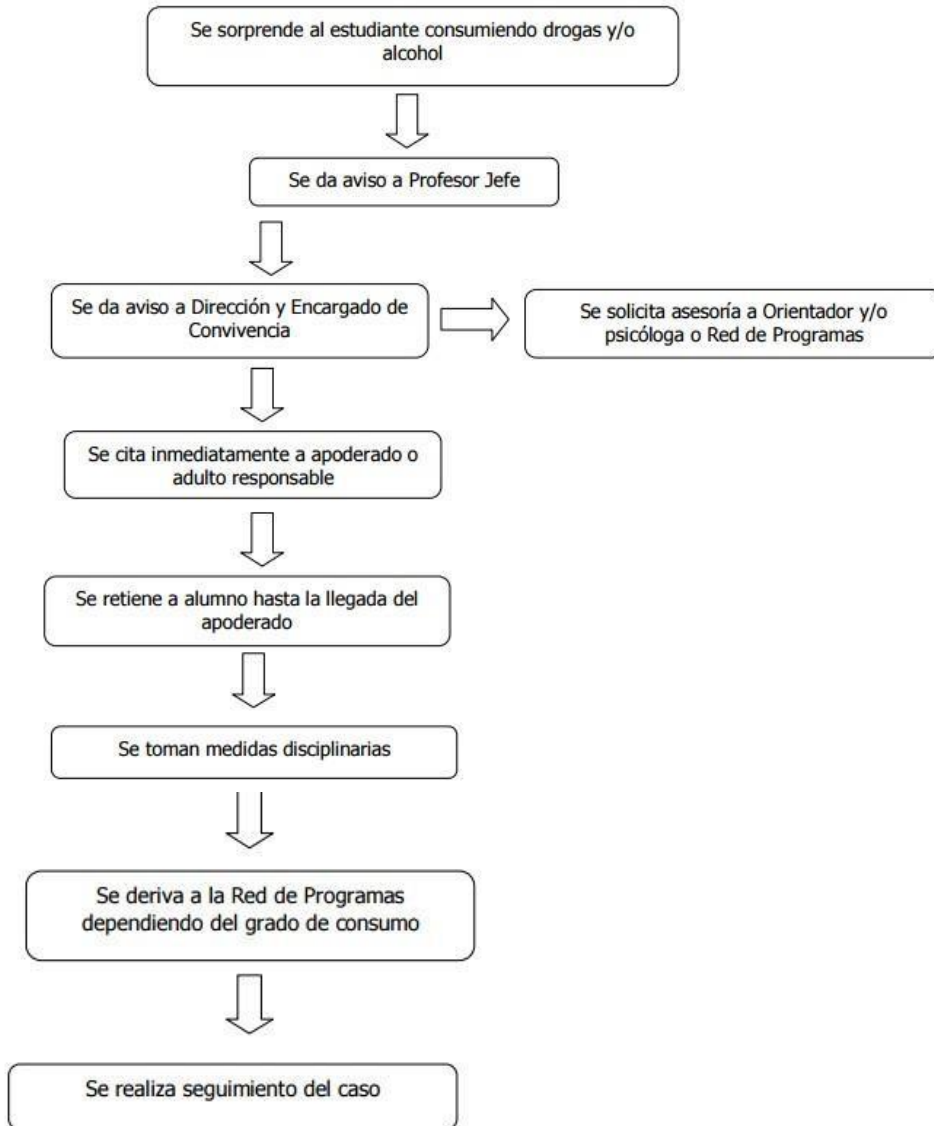 Se sorprende al estudiante consumiendo drogas y/o
alcohol
Se da aviso a Profesor Jefe
Se da aviso a Dirección y Encargado de
Convivencia
Se solicita asesoría a Orientador y/o
psicóloga o Red de Programas
Se cita inmediatamente a apoderado o
adulto responsable
Se retiene a alumno hasta la llegada del
apoderado
Se toman medidas disciplinarias
Se deriva a la Red de Programas
dependiendo del grado de consumo
Se realiza seguimiento del caso